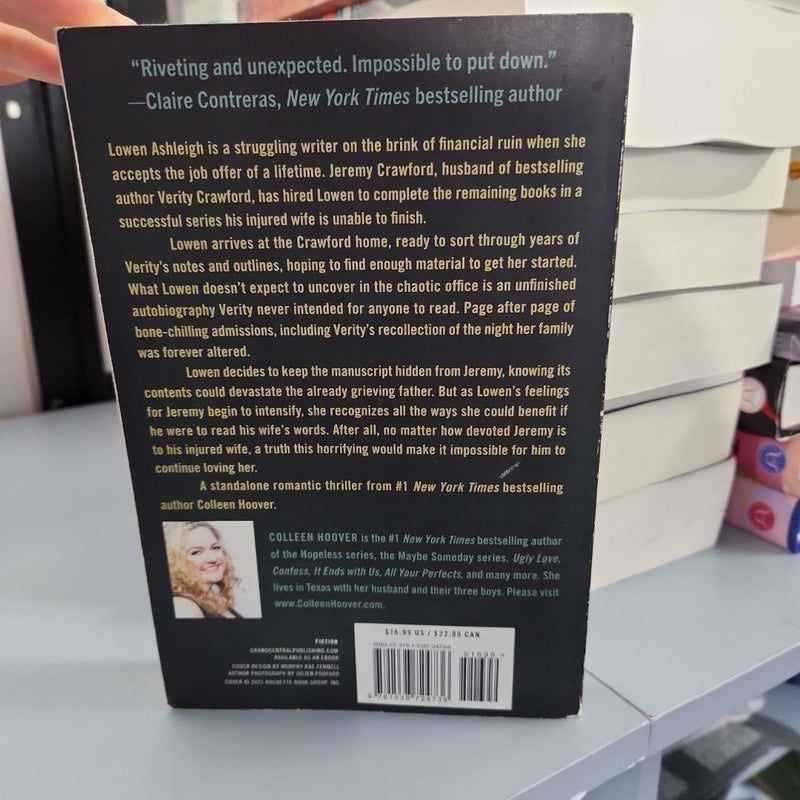 “Riveting and unexpected. Impossible to put down.”
—Claire Contreras, New York Times bestselling author
Lowen Ashleigh is a struggling writer on the brink of financial ruin when she
accepts the job offer of a lifetime. Jeremy Crawford, husband of bestselling
author Verity Crawford, has hired Lowen to complete the remaining books in a
successful series his injured wife is unable to finish.
Lowen arrives at the Crawford home, ready to sort through years of
Verity's notes and outlines, hoping to find enough material to get her started.
What Lowen doesn't expect to uncover in the chaotic office is an unfinished
autobiography Verity never intended for anyone to read. Page after page of
bone-chilling admissions, including Verity's recollection of the night her family
was forever altered.
Lowen decides to keep the manuscript hidden from Jeremy, knowing its
contents could devastate the already grieving father. But as Lowen's feelings
for Jeremy begin to intensify, she recognizes all the ways she could benefit if
he were to read his wife's words. After all, no matter how devoted Jeremy is
to his injured wife, a truth this horrifying would make it impossible for him to
continue loving her.
A standalone romantic thriller from #1 New York Times bestselling
author Colleen Hoover.
COLLEEN HOOVER is the #1 New York Times bestselling author
of the Hopeless series, the Maybe Someday series, Ugly Love,
Confess, It Ends with Us, All Your Perfects, and many more. She
lives in Texas with her husband and their three boys. Please visit
www.ColleenHoover.com.
FICTION
GRANDCENTRALPUBLISHING.COM
AVAILABLE AS AN EBOOK
COVER DESIGN BY MURPHY RAE FENNELL
AUTHOR PHOTOGRAPH BY JULIEN POUPARD
COVER © 2021 HACHETTE BOOK GROUP, INC.
$16.99 US / $22.99 CAN.
ISBN-13: 978-1-5387-2473-6
51699
9 781538 724736